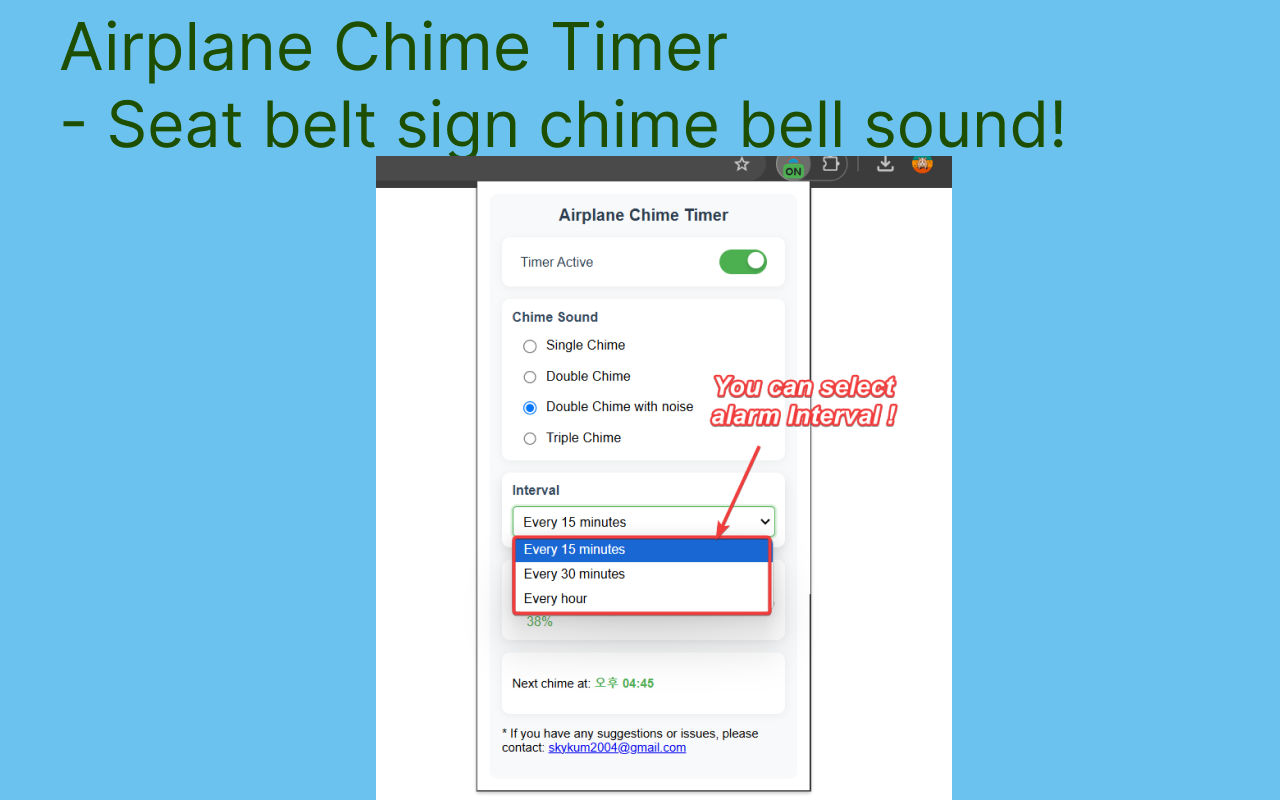 Airplane Chime Timer
- Seat belt sign chime bell sound!
ON
Airplane Chime Timer
Timer Active
Chime Sound
Single Chime
Double Chime
Double Chime with noise
Triple Chime
You can select
alarm Interval !
Interval
Every 15 minutes
Every 15 minutes
Every 30 minutes
Every hour
38%
Next chime at: 오후 04:45
* If you have any suggestions or issues, please
contact: skykum2004@gmail.com